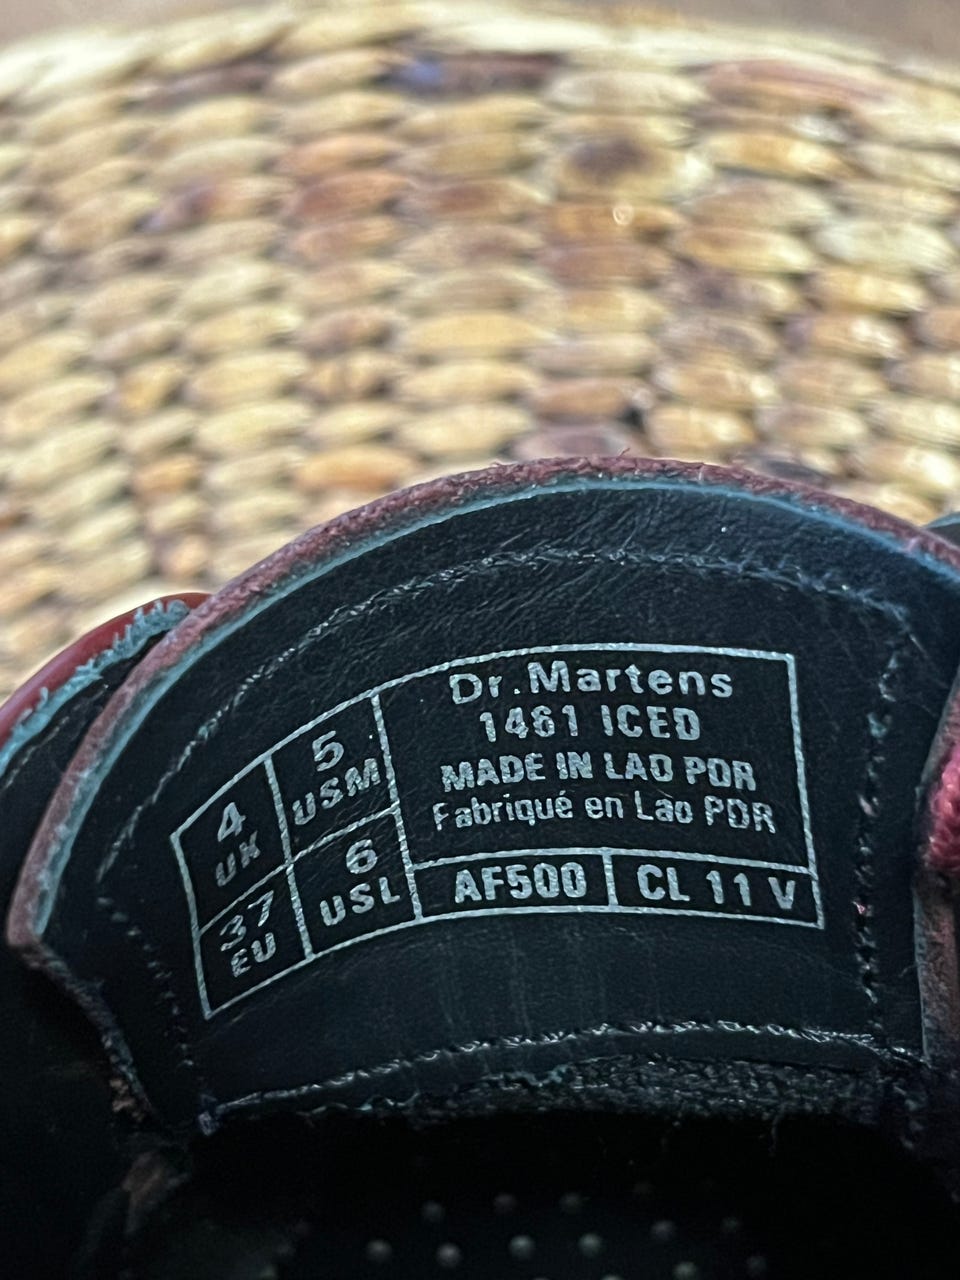 4
UK
5
USM
37
EU
6
USL
Dr.Martens
1461 ICED
MADE IN LAO PDR
Fabriqué en Lao PDR
AF500
CL 11 V